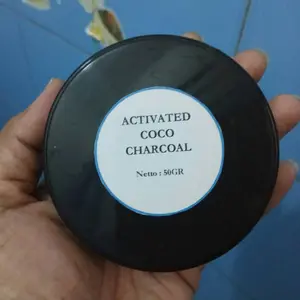 ACTIVATED
COCO
CHARCOAL
Netto : 50GR